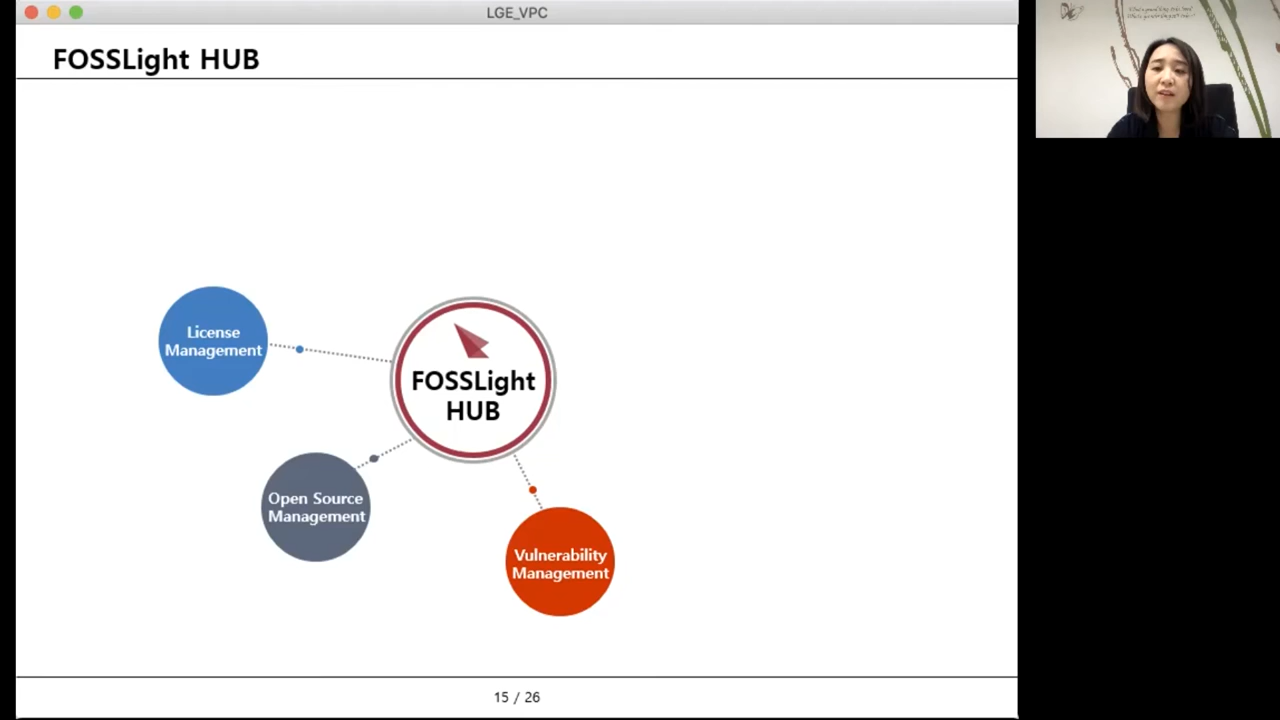 LGE_VPC
FOSSLight HUB
License
Management
FOSSLight
HUB
Open Source
Management
Vulnerability
Management
15 / 26